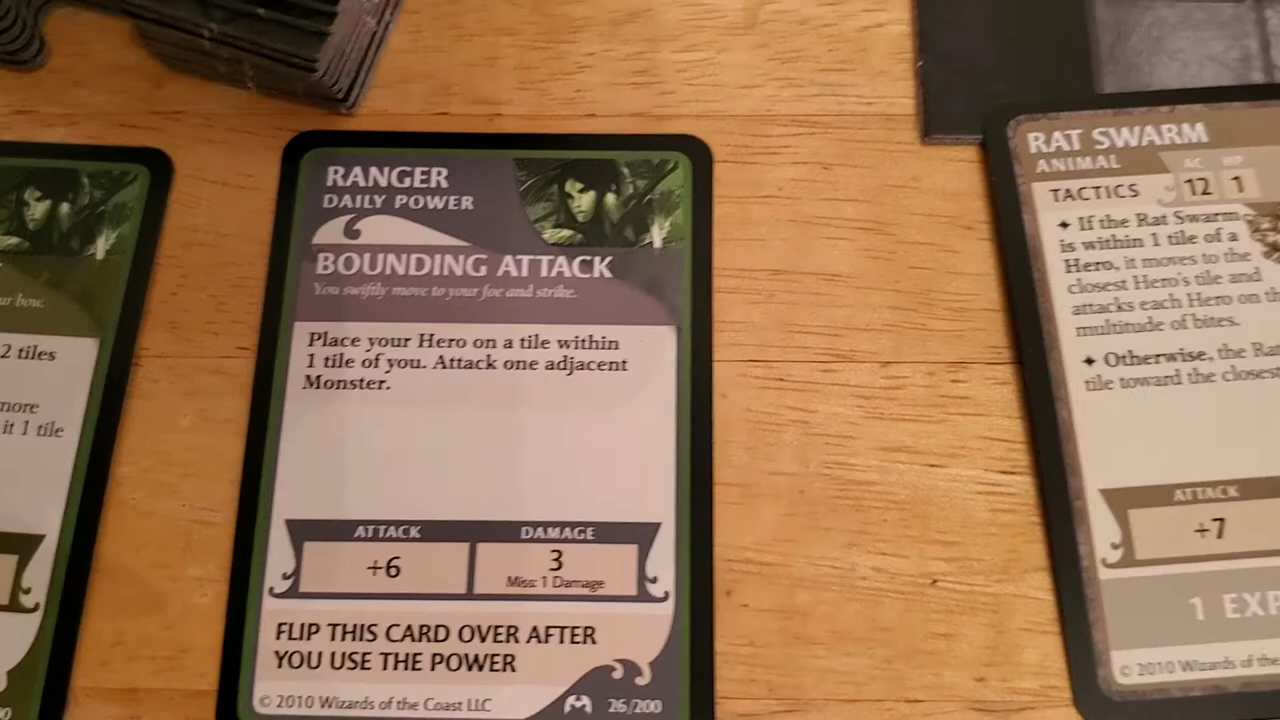 ur bow.
2 tiles
more
it 1 tile
RANGER
DAILY POWER
BOUNDING ATTACK
You swiftly move to your foe and strike.
Place your Hero on a tile within
1 tile of you. Attack one adjacent
Monster.
ATTACK DAMAGE
+6 3
Miss: 1 Damage
FLIP THIS CARD OVER AFTER
YOU USE THE POWER
© 2010 Wizards of the Coast LLC 26/200
RAT SWARM
ANIMAL
AC HP
TACTICS 12 1
✦ If the Rat Swarm
is within 1 tile of a
Hero, it moves to the
closest Hero's tile and
attacks each Hero on th
multitude of bites.
✦ Otherwise, the Rat
tile toward the closest
ATTACK
+7
1 EXP
© 2010 Wizards of the